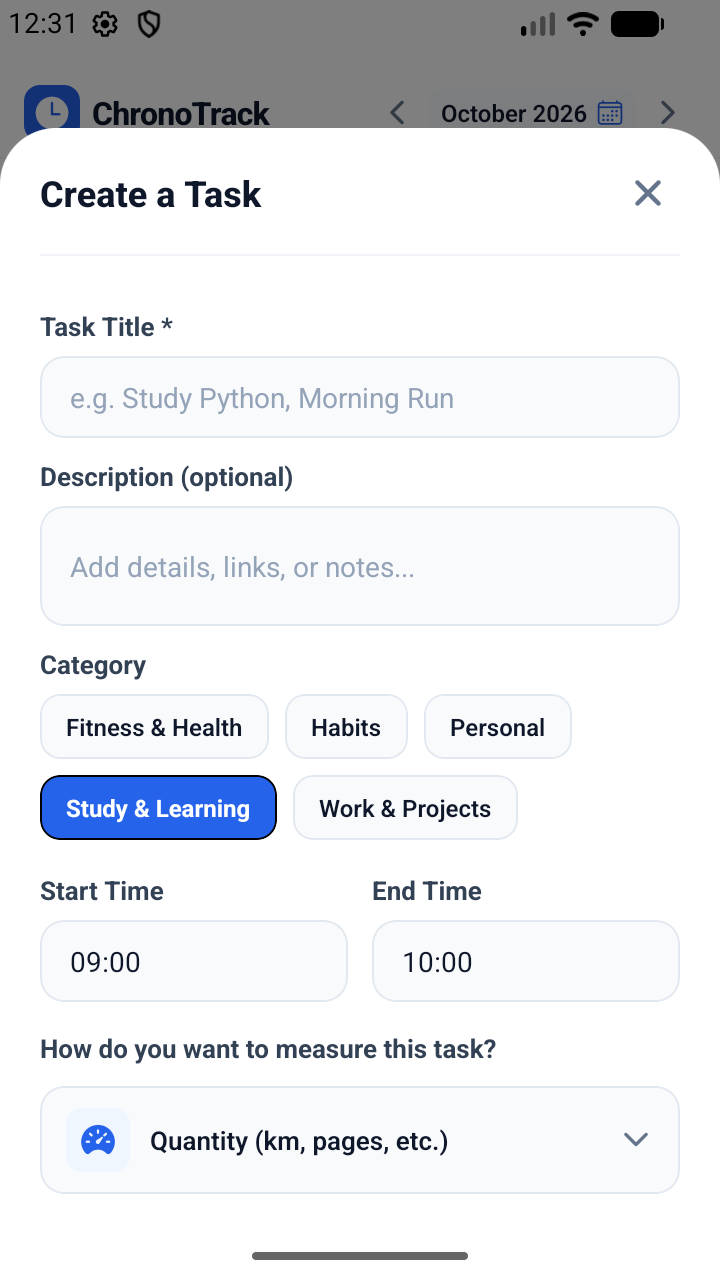 12:31
ChronoTrack
October 2026
Create a Task
Task Title *
e.g. Study Python, Morning Run
Description (optional)
Add details, links, or notes...
Category
Fitness & Health
Habits
Personal
Study & Learning
Work & Projects
Start Time
End Time
09:00
10:00
How do you want to measure this task?
Quantity (km, pages, etc.)